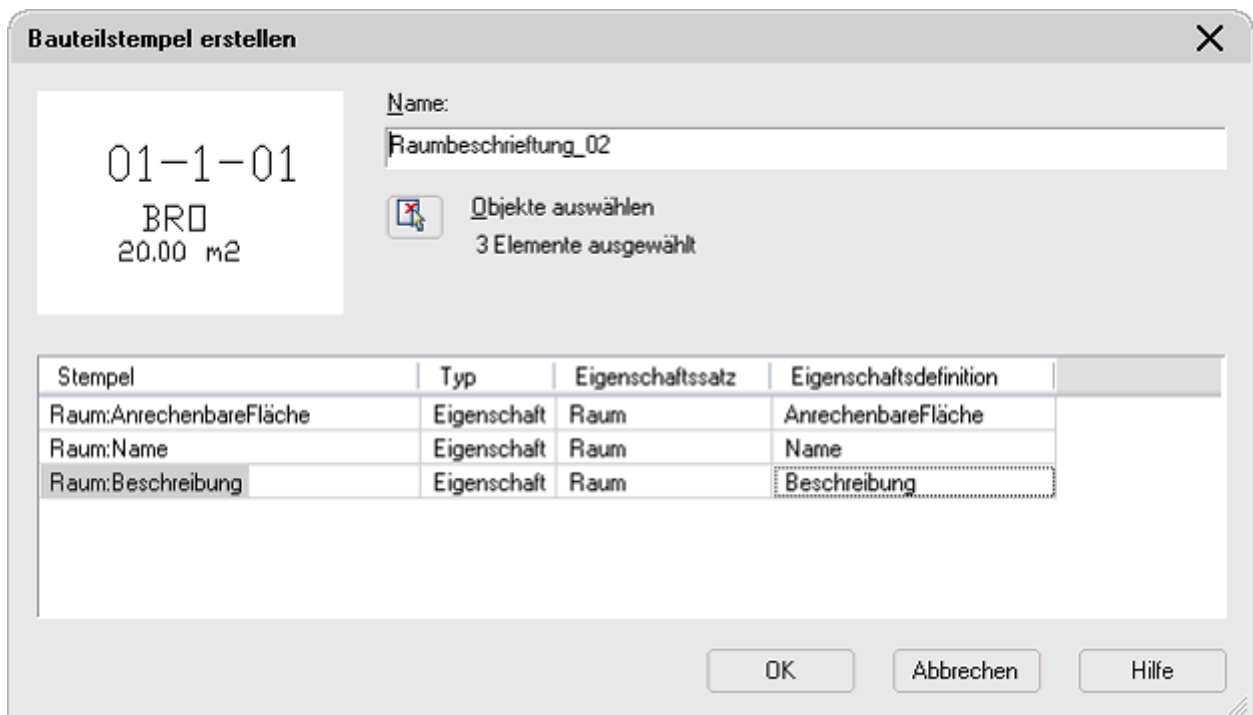 Bauteilstempel erstellen
01-1-01
BRO
20.00 m2
Name:
Raumbeschrieftung_02
Objekte auswählen
3 Elemente ausgewählt
Stempel Typ Eigenschaftssatz Eigenschaftsdefinition
Raum:AnrechenbareFläche Eigenschaft Raum AnrechenbareFläche
Raum:Name Eigenschaft Raum Name
Raum:Beschreibung Eigenschaft Raum Beschreibung
OK Abbrechen Hilfe